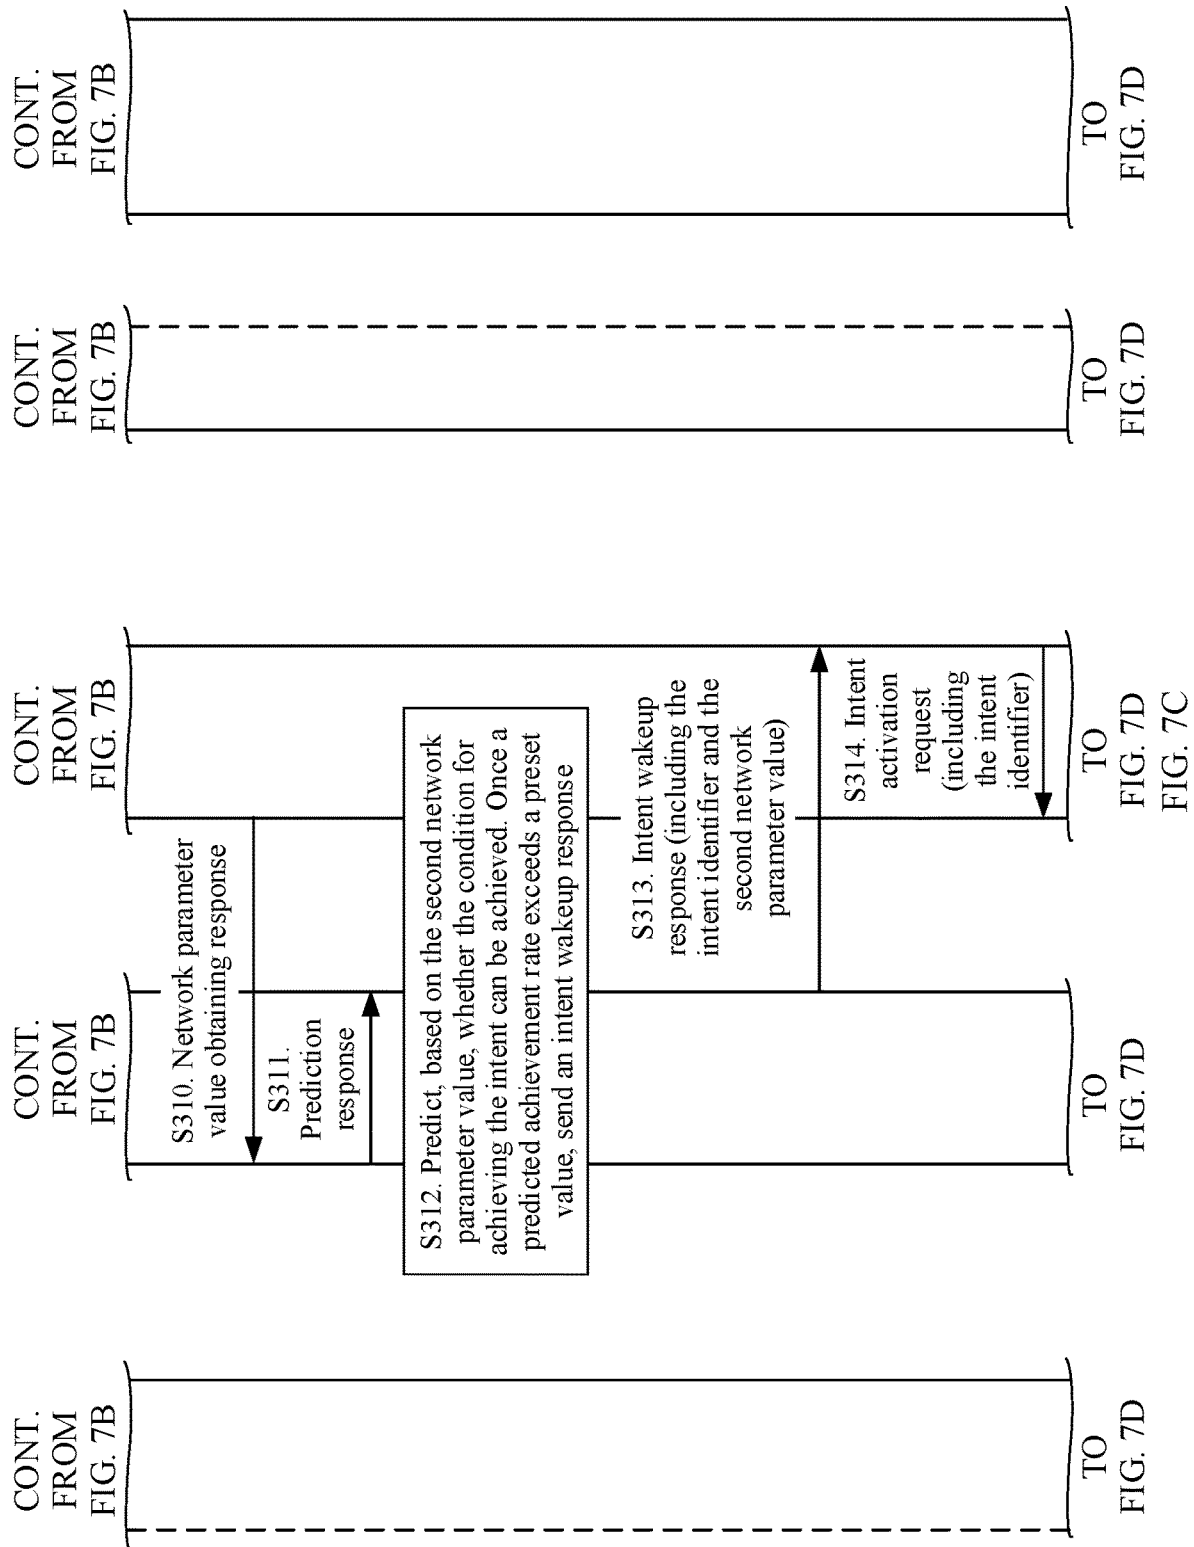 CONT.
FROM
FIG. 7B
CONT.
FROM
FIG. 7B
CONT.
FROM
FIG. 7B
CONT.
FROM
FIG. 7B
CONT.
FROM
FIG. 7B
S310. Network parameter
value obtaining response
S311.
Prediction
response
S312. Predict, based on the second network
parameter value, whether the condition for
achieving the intent can be achieved. Once a
predicted achievement rate exceeds a preset
value, send an intent wakeup response
S313. Intent wakeup
response (including the
intent identifier and the
second network
parameter value)
S314. Intent
activation
request
(including
the intent
identifier)
TO
FIG. 7D
TO
FIG. 7D
TO
FIG. 7D
TO
FIG. 7D
TO
FIG. 7D
FIG. 7C